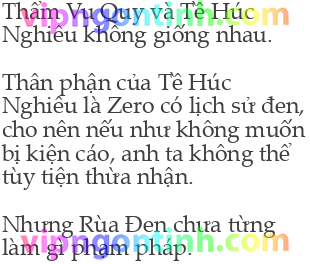 Thẩm Vu Quy và Tề Húc
Nghiêu không giống nhau.
Thân phận của Tề Húc
Nghiêu là Zero có lịch sử đen,
cho nên nếu như không muốn
bị kiện cáo, anh ta không thể
tùy tiện thừa nhận.
Nhưng Rùa Đen chưa từng
làm gì phạm pháp.
vipngontinh.com
vipngontinh.com